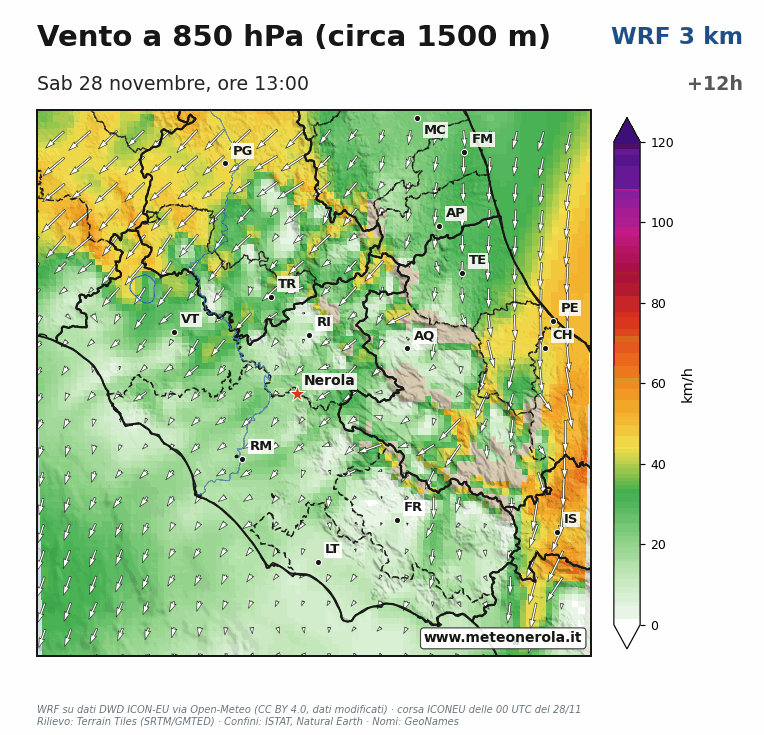 Vento a 850 hPa (circa 1500 m)
WRF 3 km
Sab 28 novembre, ore 13:00
+12h
MC
FM
PG
AP
TE
TR
PE
VT
RI
CH
AQ
Nerola
RM
FR
IS
LT
www.meteonerola.it
120
100
80
60
40
20
0
km/h
WRF su dati DWD ICON-EU via Open-Meteo (CC BY 4.0, dati modificati) · corsa ICONEU delle 00 UTC del 28/11
Rilievo: Terrain Tiles (SRTM/GMTED) · Confini: ISTAT, Natural Earth · Nomi: GeoNames